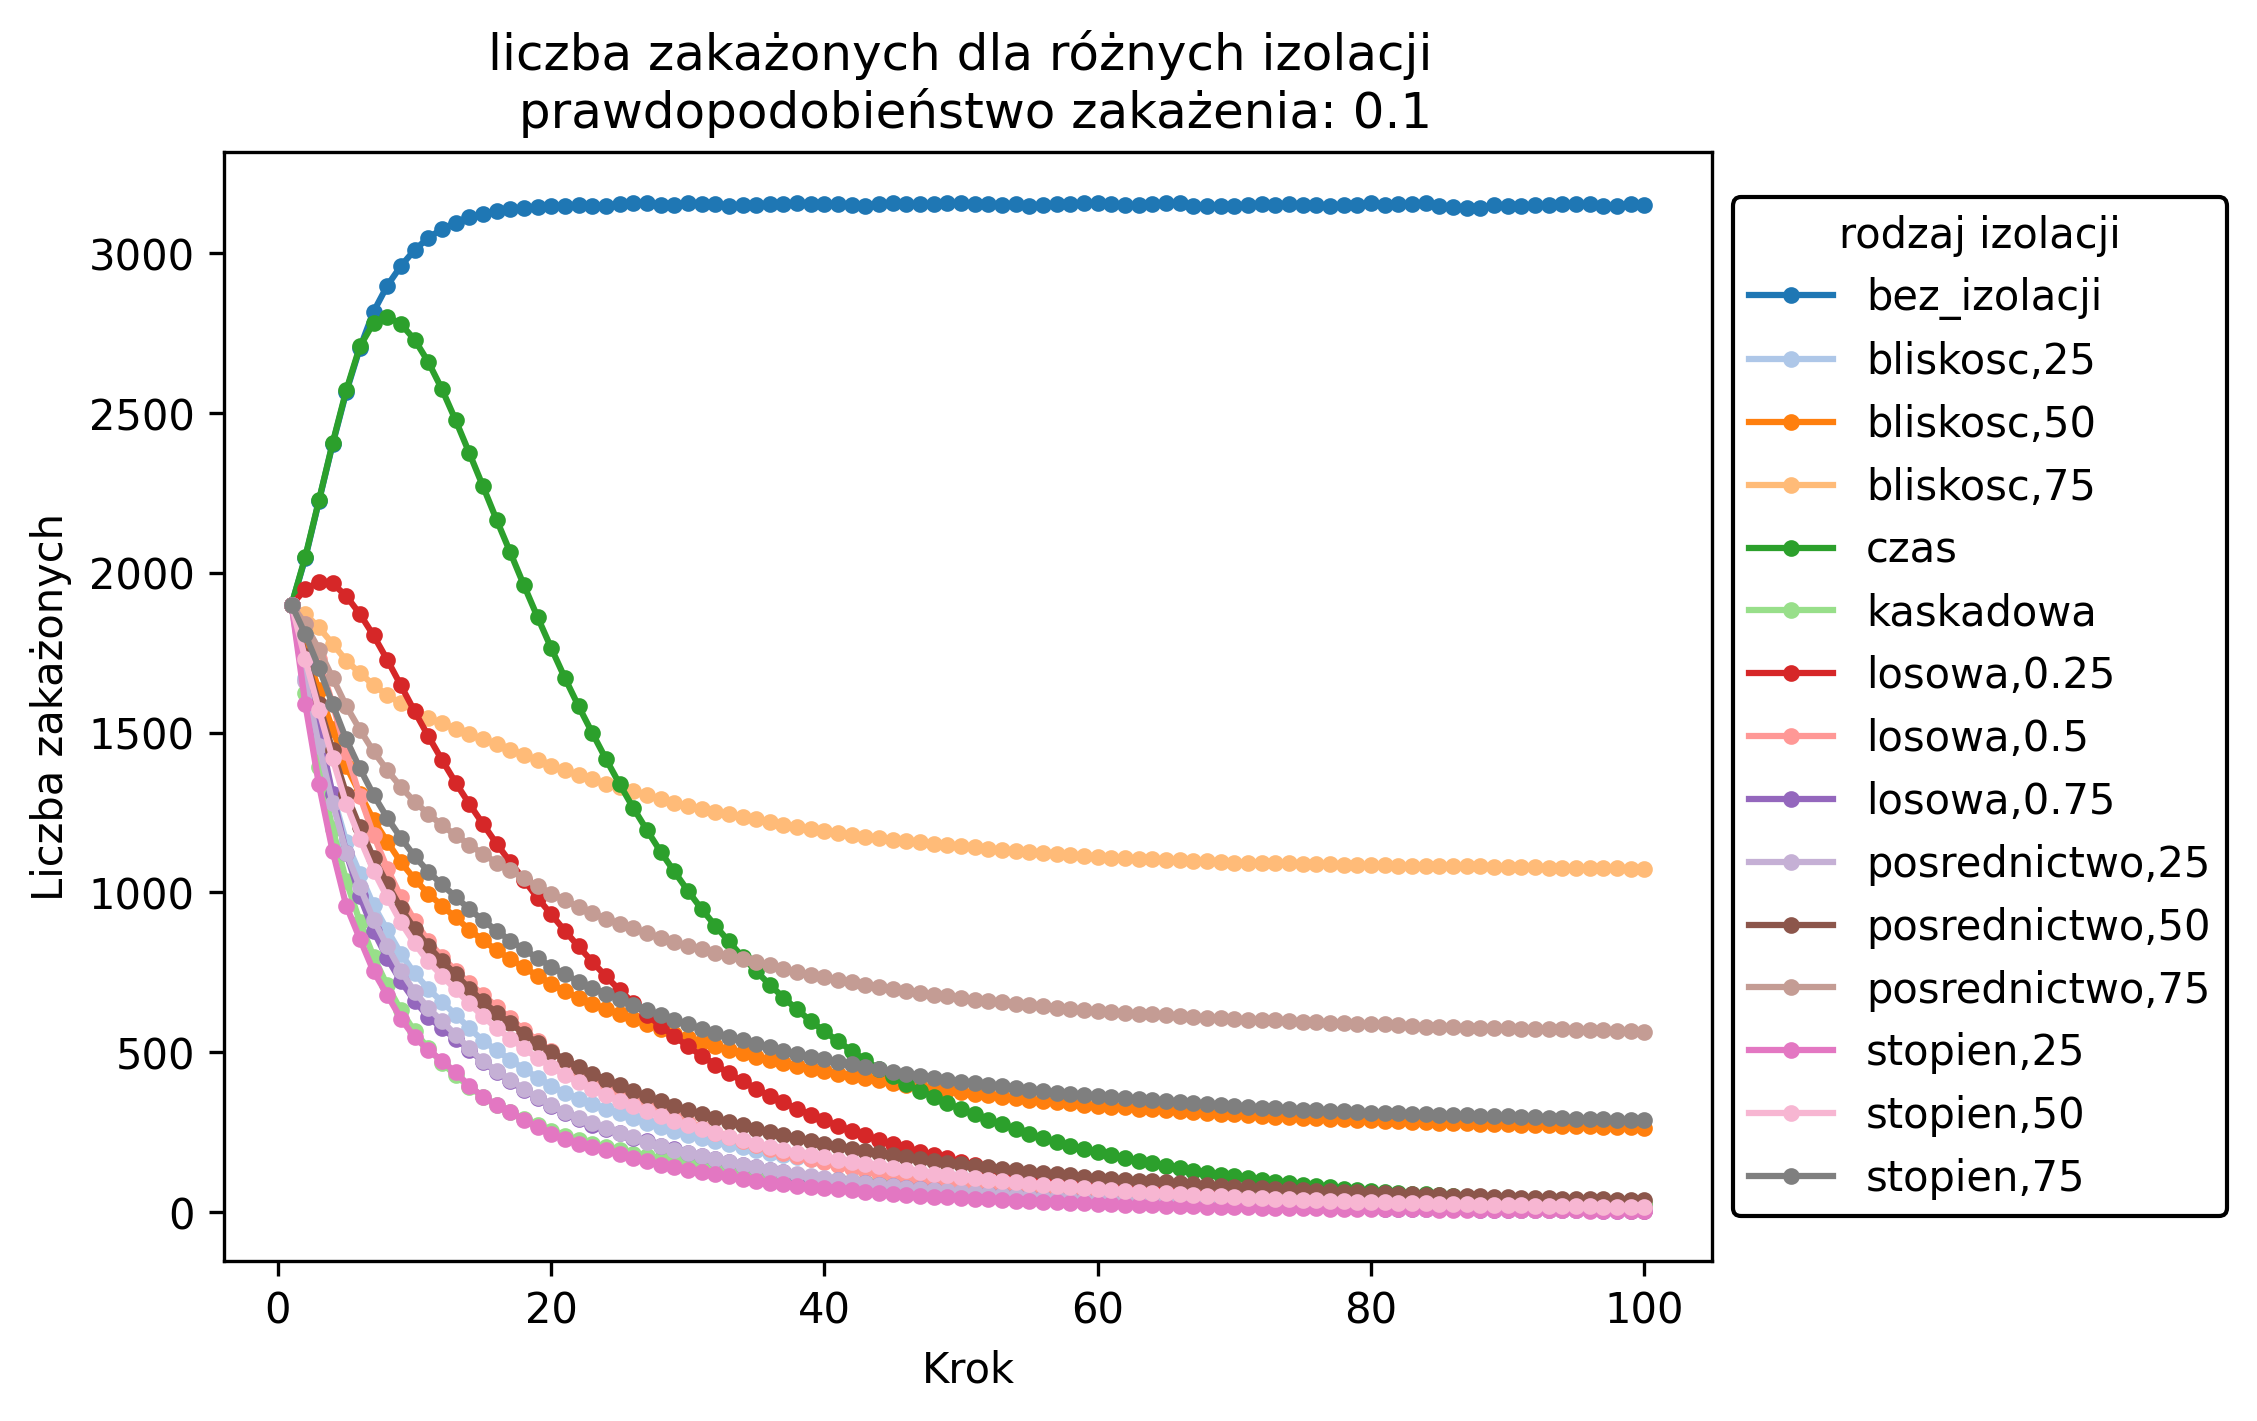 liczba zakażonych dla różnych izolacji
prawdopodobieństwo zakażenia: 0.1
Liczba zakażonych
3000
2500
2000
1500
1000
500
0
0 20 40 60 80 100
Krok
rodzaj izolacji
bez_izolacji
bliskosc,25
bliskosc,50
bliskosc,75
czas
kaskadowa
losowa,0.25
losowa,0.5
losowa,0.75
posrednictwo,25
posrednictwo,50
posrednictwo,75
stopien,25
stopien,50
stopien,75